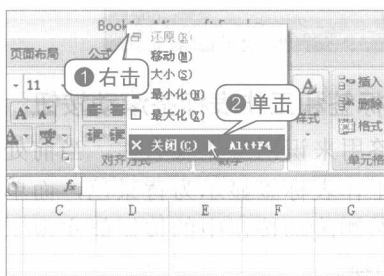 Book1 - Mi
还原(R)
页面布局 公式
移动(M)
① 右击
大小(S)
11
最小化(N)
② 单击
插入
删除
最大化(X)
样式
格式
关闭(C) Alt+F4
对齐方式 数字 单元格
fx
C D E F G